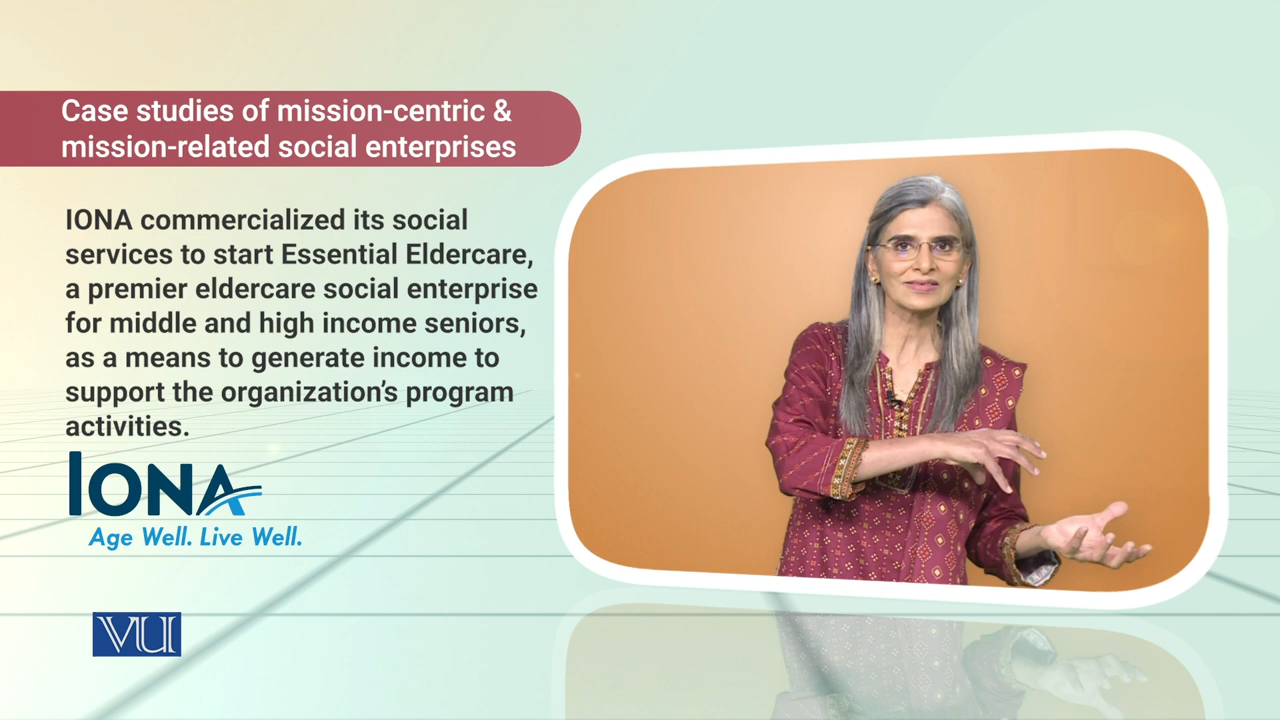 Case studies of mission-centric &
mission-related social enterprises
IONA commercialized its social
services to start Essential Eldercare,
a premier eldercare social enterprise
for middle and high income seniors,
as a means to generate income to
support the organization’s program
activities.
IONA
Age Well. Live Well.
VU